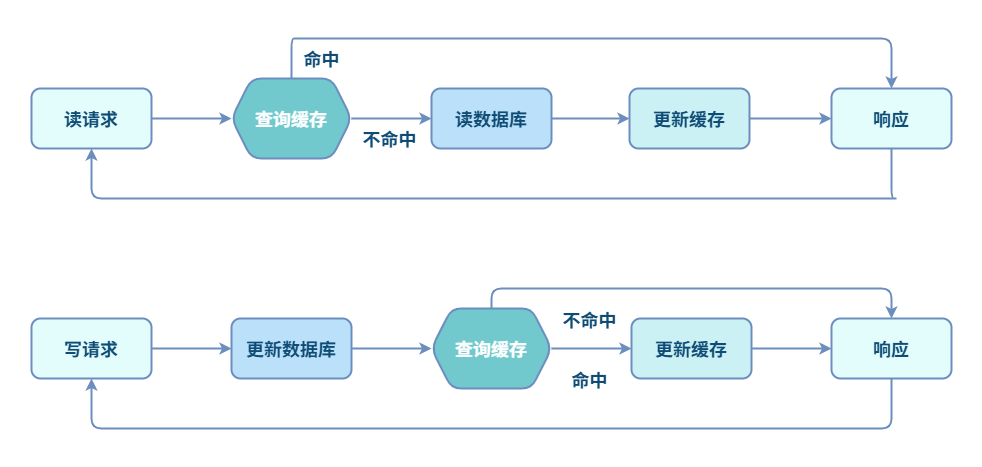 命中
读请求
查询缓存
不命中
读数据库
更新缓存
响应
写请求
更新数据库
查询缓存
不命中
命中
更新缓存
响应